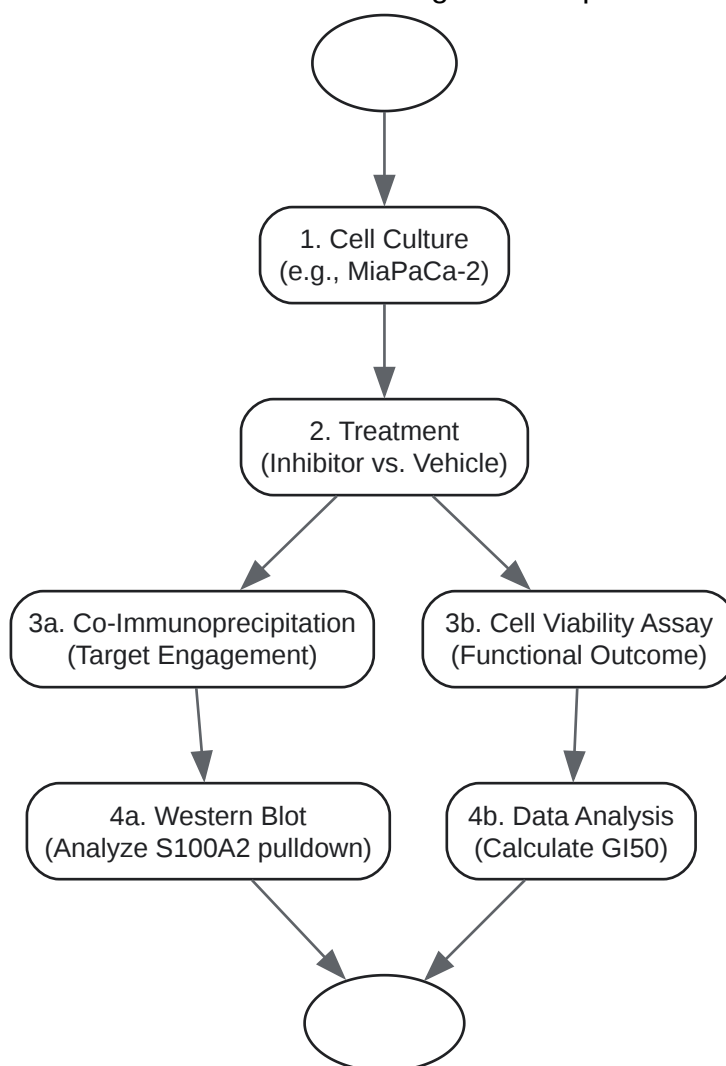 1. Cell Culture
(e.g., MiaPaCa-2)
2. Treatment
(Inhibitor vs. Vehicle)
3a. Co-Immunoprecipitation
(Target Engagement)
3b. Cell Viability Assay
(Functional Outcome)
4a. Western Blot
(Analyze S100A2 pulldown)
4b. Data Analysis
(Calculate GI50)